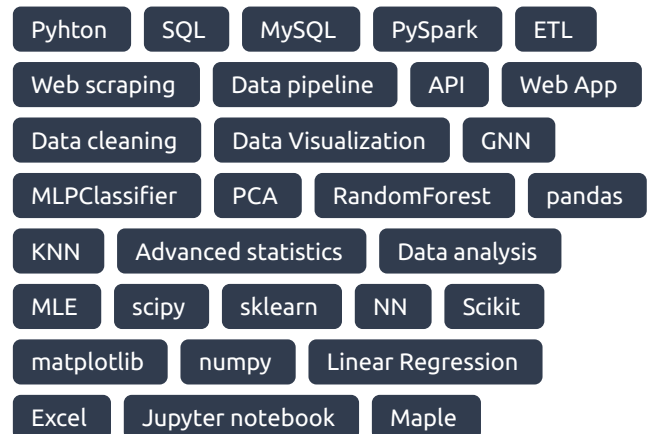 Pyhton SQL MySQL PySpark ETL
Web scraping Data pipeline API Web App
Data cleaning Data Visualization GNN
MLPClassifier PCA RandomForest pandas
KNN Advanced statistics Data analysis
MLE scipy sklearn NN Scikit
matplotlib numpy Linear Regression
Excel Jupyter notebook Maple